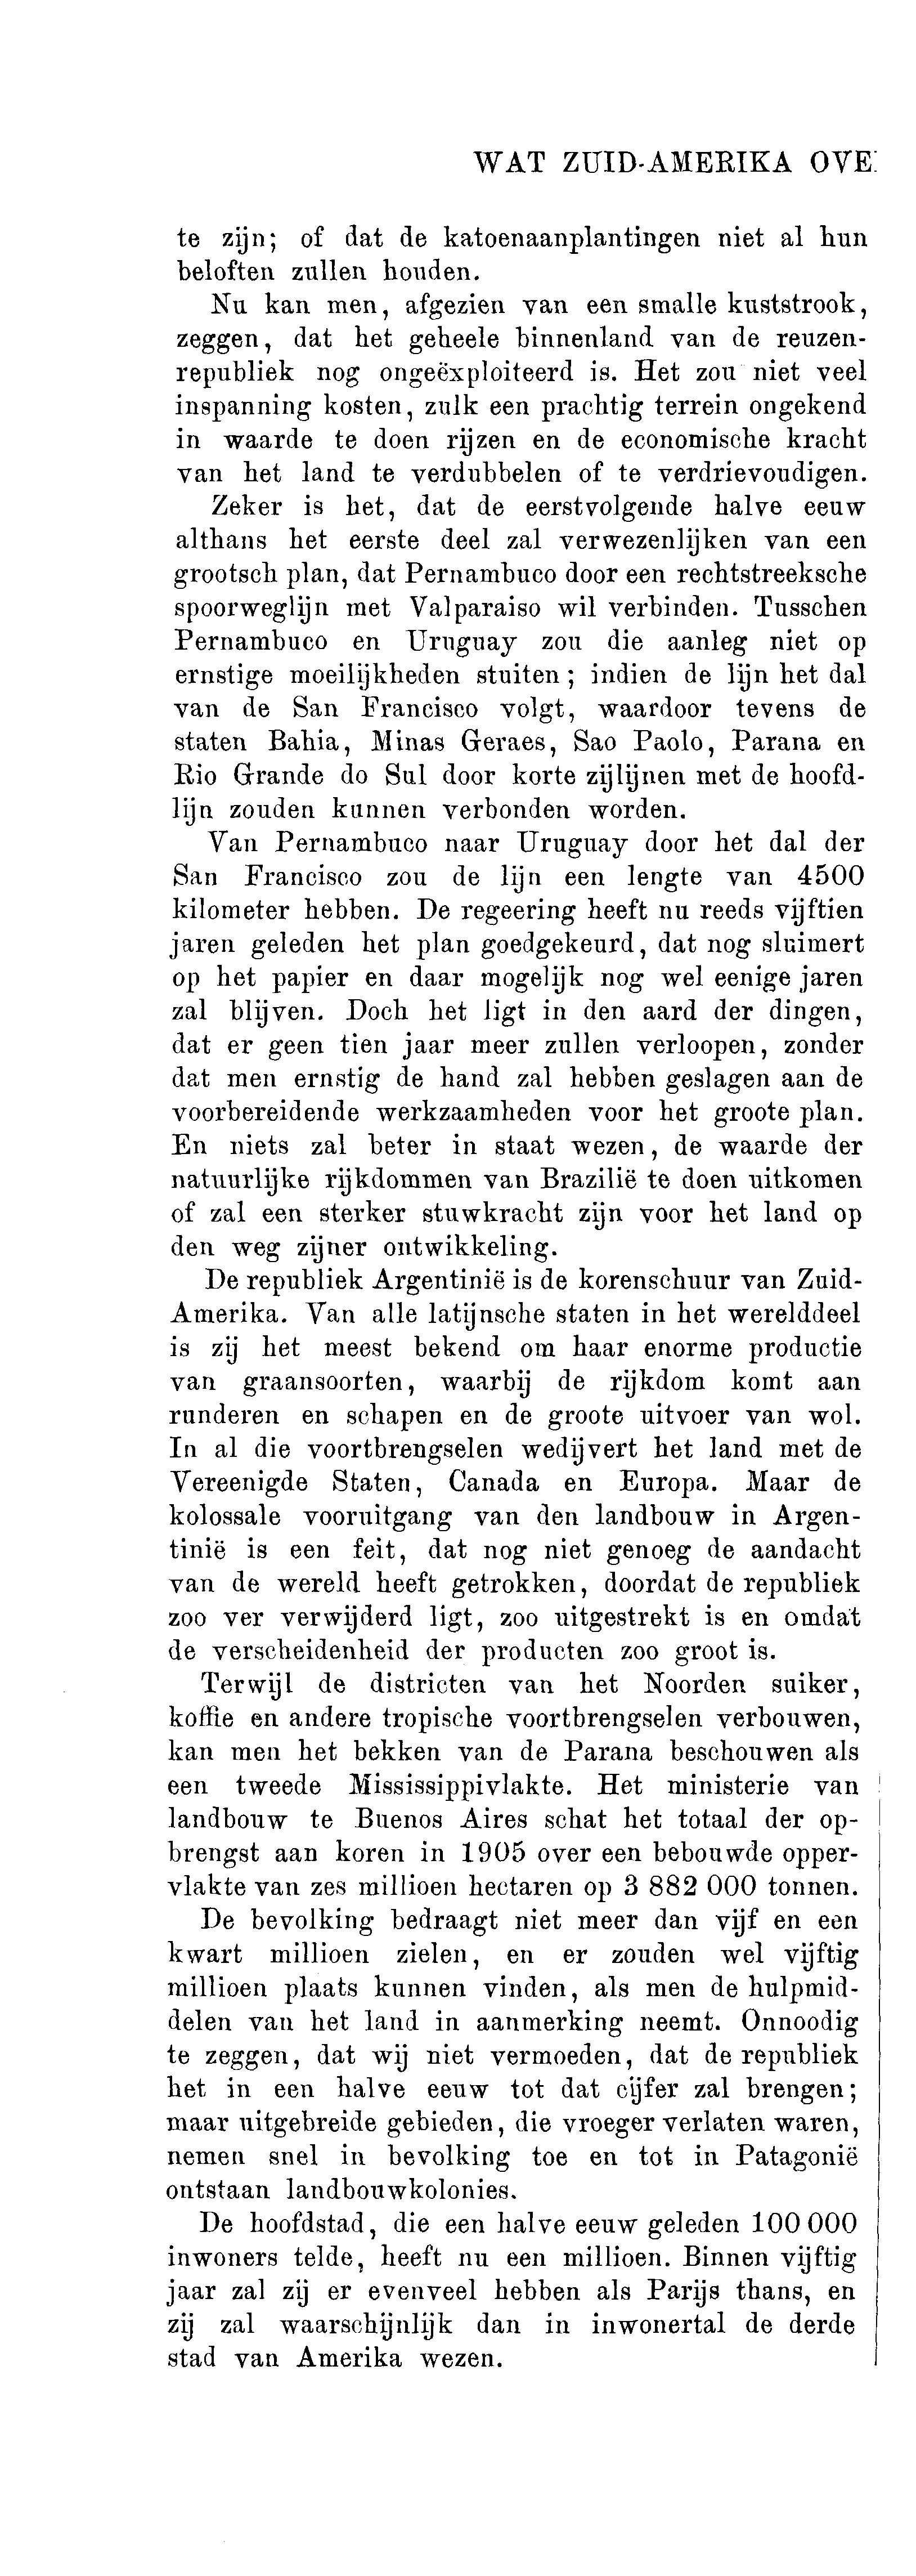 WAT ZUID-AMERIKA OVE
te zijn; of dat de katoenaanplantingen niet al hun
beloften zullen houden.
Nu kan men, afgezien van een smalle kuststrook,
zeggen, dat het geheele binnenland van de reuzen-
republiek nog ongeëxploiteerd is. Het zou niet veel
inspanning kosten, zulk een prachtig terrein ongekend
in waarde te doen rijzen en de economische kracht
van het land te verdubbelen of te verdrievoudigen.
Zeker is het, dat de eerstvolgende halve eeuw
althans het eerste deel zal verwezenlijken van een
grootsch plan, dat Pernambuco door een rechtstreeksche
spoorweglijn met Valparaiso wil verbinden. Tusschen
Pernambuco en Uruguay zou die aanleg niet op
ernstige moeilijkheden stuiten; indien de lijn het dal
van de San Francisco volgt, waardoor tevens de
staten Bahia, Minas Geraes, Sao Paolo, Parana en
Rio Grande do Sul door korte zijlijnen met de hoofd-
lijn zouden kunnen verbonden worden.
Van Pernambuco naar Uruguay door het dal der
San Francisco zou de lijn een lengte van 4500
kilometer hebben. De regeering heeft nu reeds vijftien
jaren geleden het plan goedgekeurd, dat nog sluimert
op het papier en daar mogelijk nog wel eenige jaren
zal blijven. Doch het ligt in den aard der dingen,
dat er geen tien jaar meer zullen verloopen, zonder
dat men ernstig de hand zal hebben geslagen aan de
voorbereidende werkzaamheden voor het groote plan.
En niets zal beter in staat wezen, de waarde der
natuurlijke rijkdommen van Brazilië te doen uitkomen
of zal een sterker stuwkracht zijn voor het land op
den weg zijner ontwikkeling.
De republiek Argentinië is de korenschuur van Zuid-
Amerika. Van alle latijnsche staten in het werelddeel
is zij het meest bekend om haar enorme productie
van graansoorten, waarbij de rijkdom komt aan
runderen en schapen en de groote uitvoer van wol.
In al die voortbrengselen wedijvert het land met de
Vereenigde Staten, Canada en Europa. Maar de
kolossale vooruitgang van den landbouw in Argen-
tinië is een feit, dat nog niet genoeg de aandacht
van de wereld heeft getrokken, doordat de republiek
zoo ver verwijderd ligt, zoo uitgestrekt is en omdat
de verscheidenheid der producten zoo groot is.
Terwijl de districten van het Noorden suiker,
koffie en andere tropische voortbrengselen verbouwen,
kan men het bekken van de Parana beschouwen als
een tweede Mississippivlakte. Het ministerie van
landbouw te Buenos Aires schat het totaal der op-
brengst aan koren in 1905 over een bebouwde opper-
vlakte van zes millioen hectaren op 3 882 000 tonnen.
De bevolking bedraagt niet meer dan vijf en een
kwart millioen zielen, en er zouden wel vijftig
millioen plaats kunnen vinden, als men de hulpmid-
delen van het land in aanmerking neemt. Onnoodig
te zeggen, dat wij niet vermoeden, dat de republiek
het in een halve eeuw tot dat cijfer zal brengen;
maar uitgebreide gebieden, die vroeger verlaten waren,
nemen snel in bevolking toe en tot in Patagonië
ontstaan landbouwkolonies.
De hoofdstad, die een halve eeuw geleden 100 000
inwoners telde, heeft nu een millioen. Binnen vijftig
jaar zal zij er evenveel hebben als Parijs thans, en
zij zal waarschijnlijk dan in inwonertal de derde
stad van Amerika wezen.